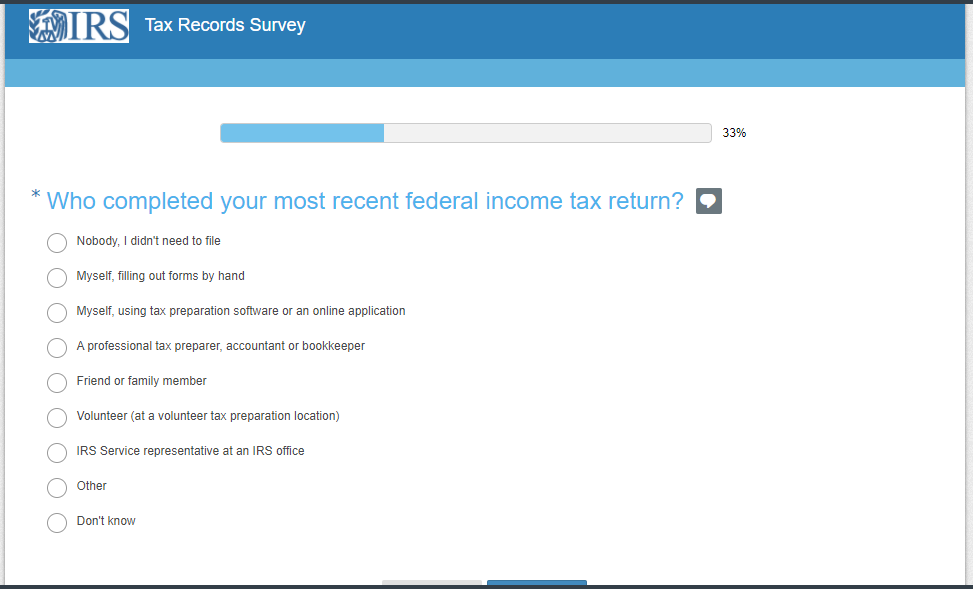 IRS Tax Records Survey
33%
* Who completed your most recent federal income tax return?
Nobody, I didn't need to file
Myself, filling out forms by hand
Myself, using tax preparation software or an online application
A professional tax preparer, accountant or bookkeeper
Friend or family member
Volunteer (at a volunteer tax preparation location)
IRS Service representative at an IRS office
Other
Don't know